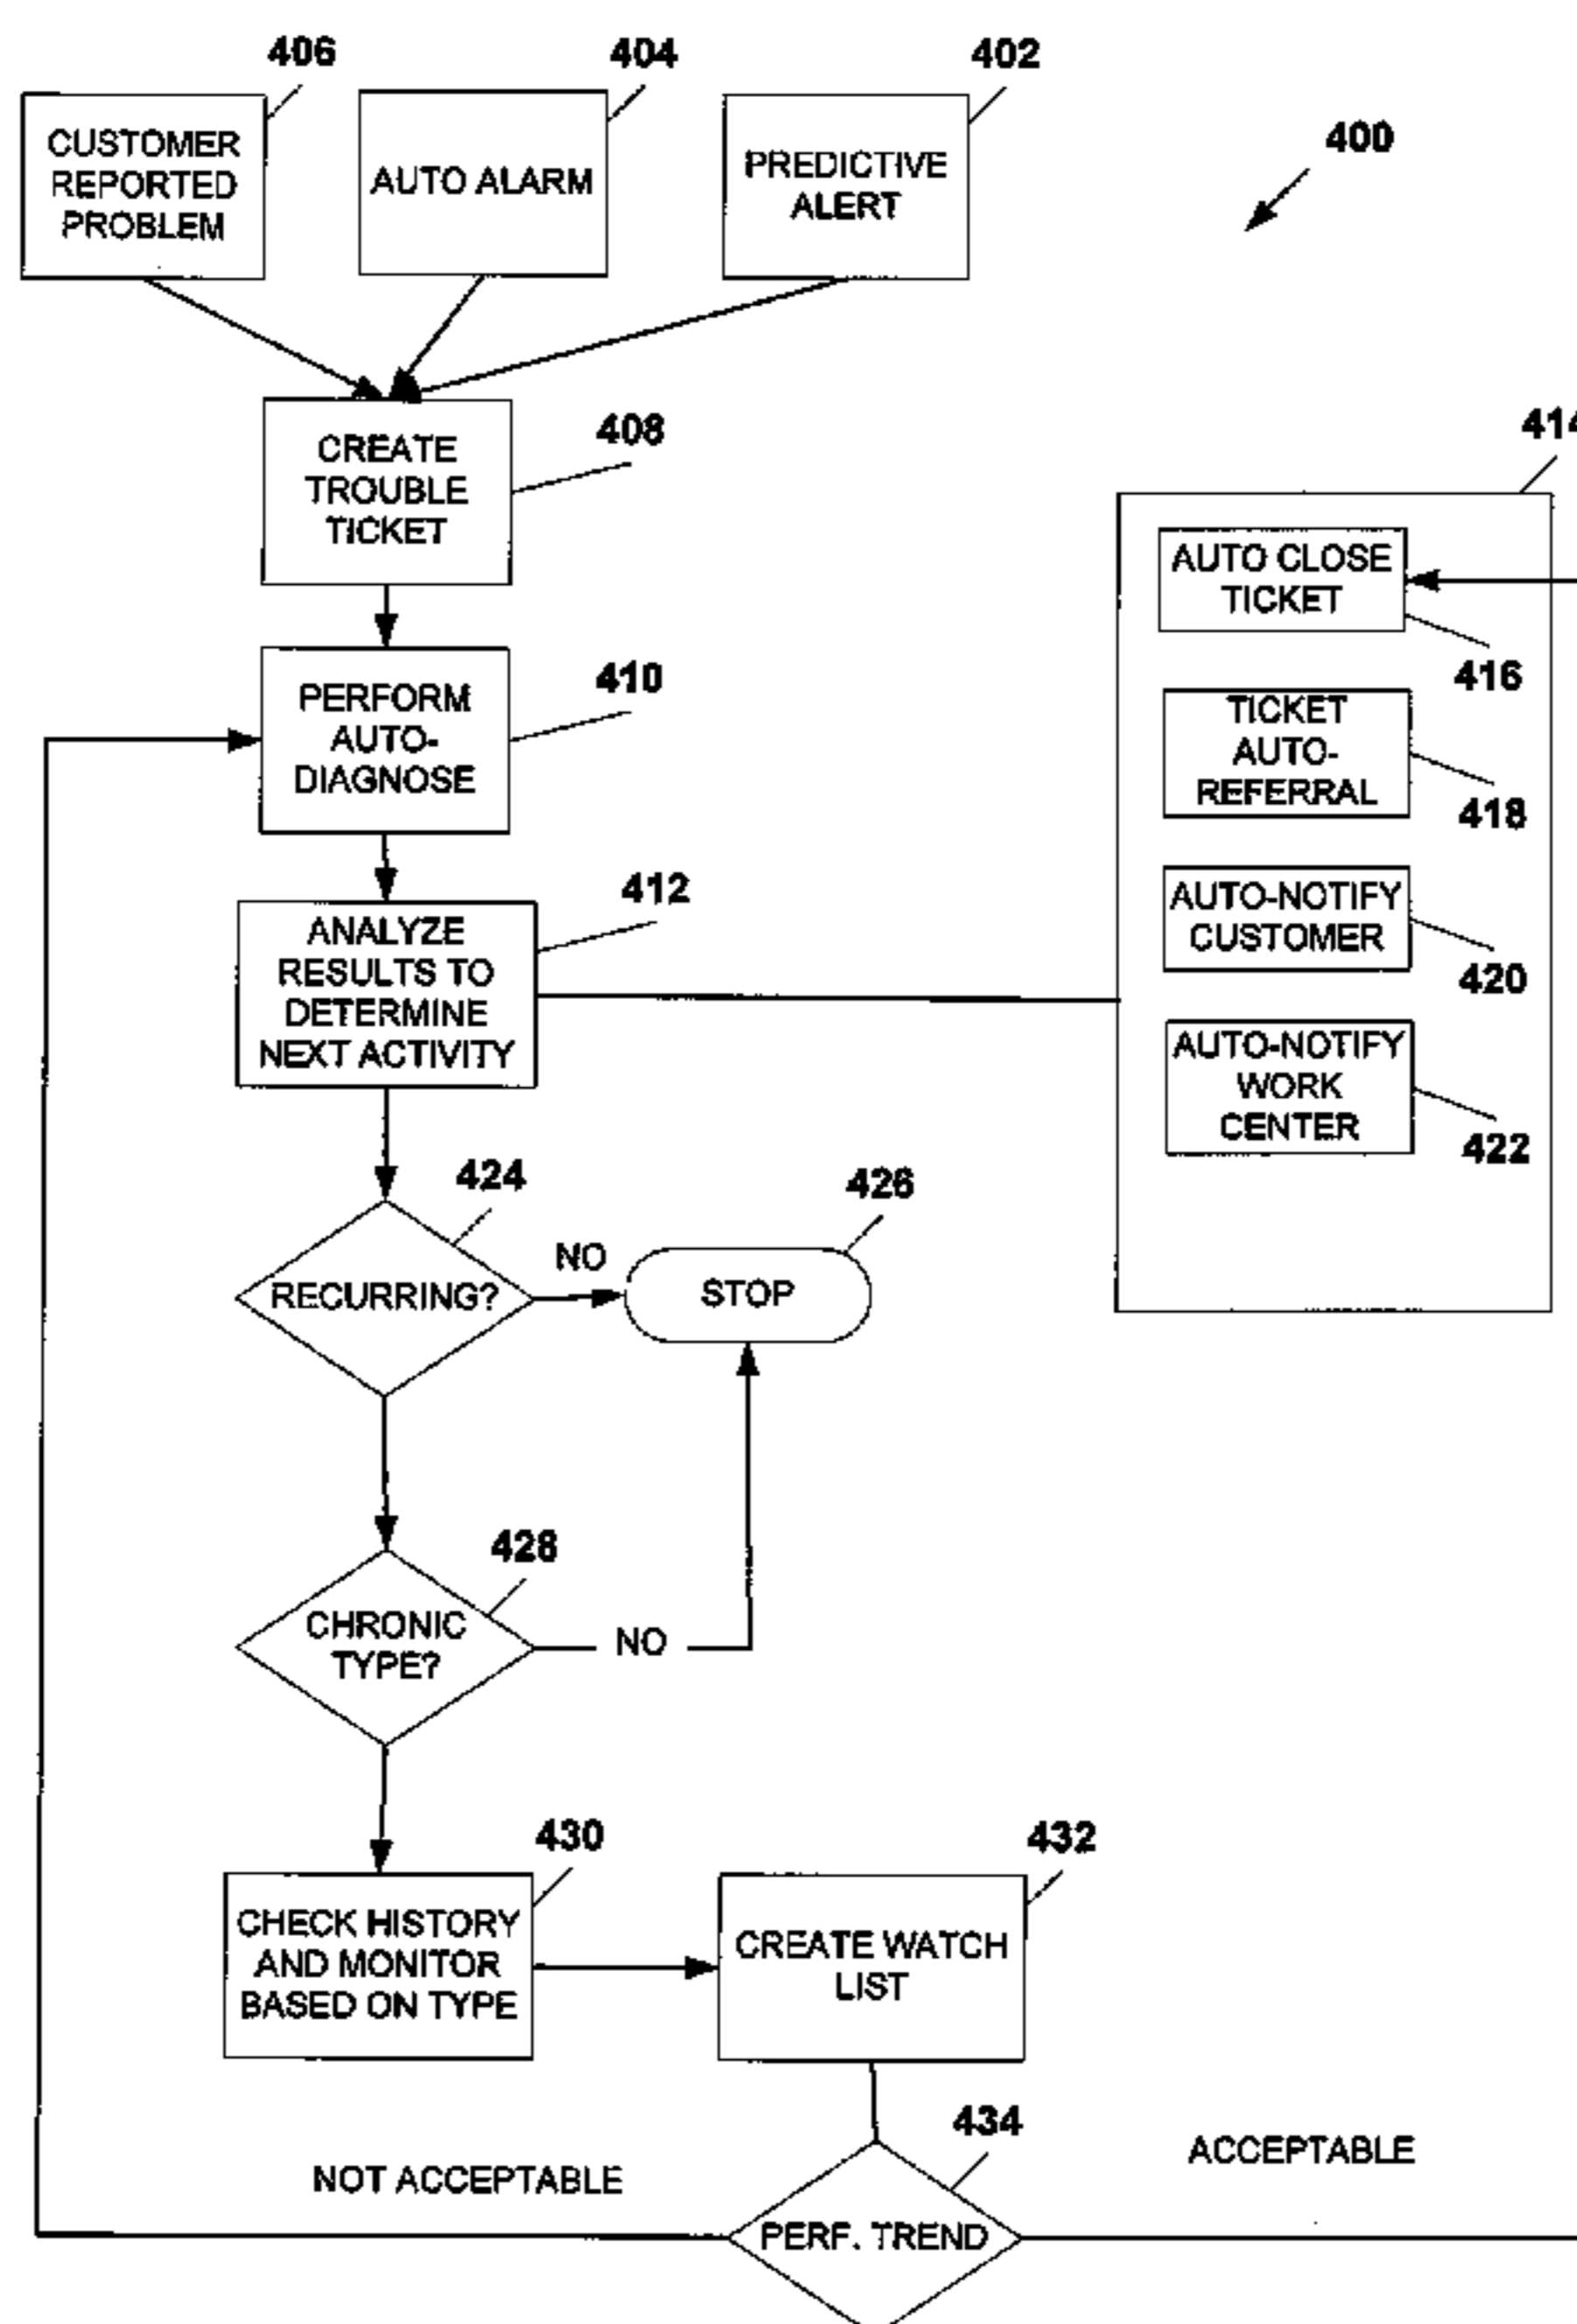 406
404
402
400
CUSTOMER
REPORTED
PROBLEM
AUTO ALARM
PREDICTIVE
ALERT
408
CREATE
TROUBLE
TICKET
414
AUTO CLOSE
TICKET
416
410
PERFORM
AUTO-
DIAGNOSE
TICKET
AUTO-
REFERRAL
418
412
ANALYZE
RESULTS TO
DETERMINE
NEXT ACTIVITY
AUTO-NOTIFY
CUSTOMER
420
AUTO-NOTIFY
WORK
CENTER
422
424
RECURRING?
NO
426
STOP
428
CHRONIC
TYPE?
NO
430
CHECK HISTORY
AND MONITOR
BASED ON TYPE
432
CREATE WATCH
LIST
434
NOT ACCEPTABLE
ACCEPTABLE
PERF. TREND